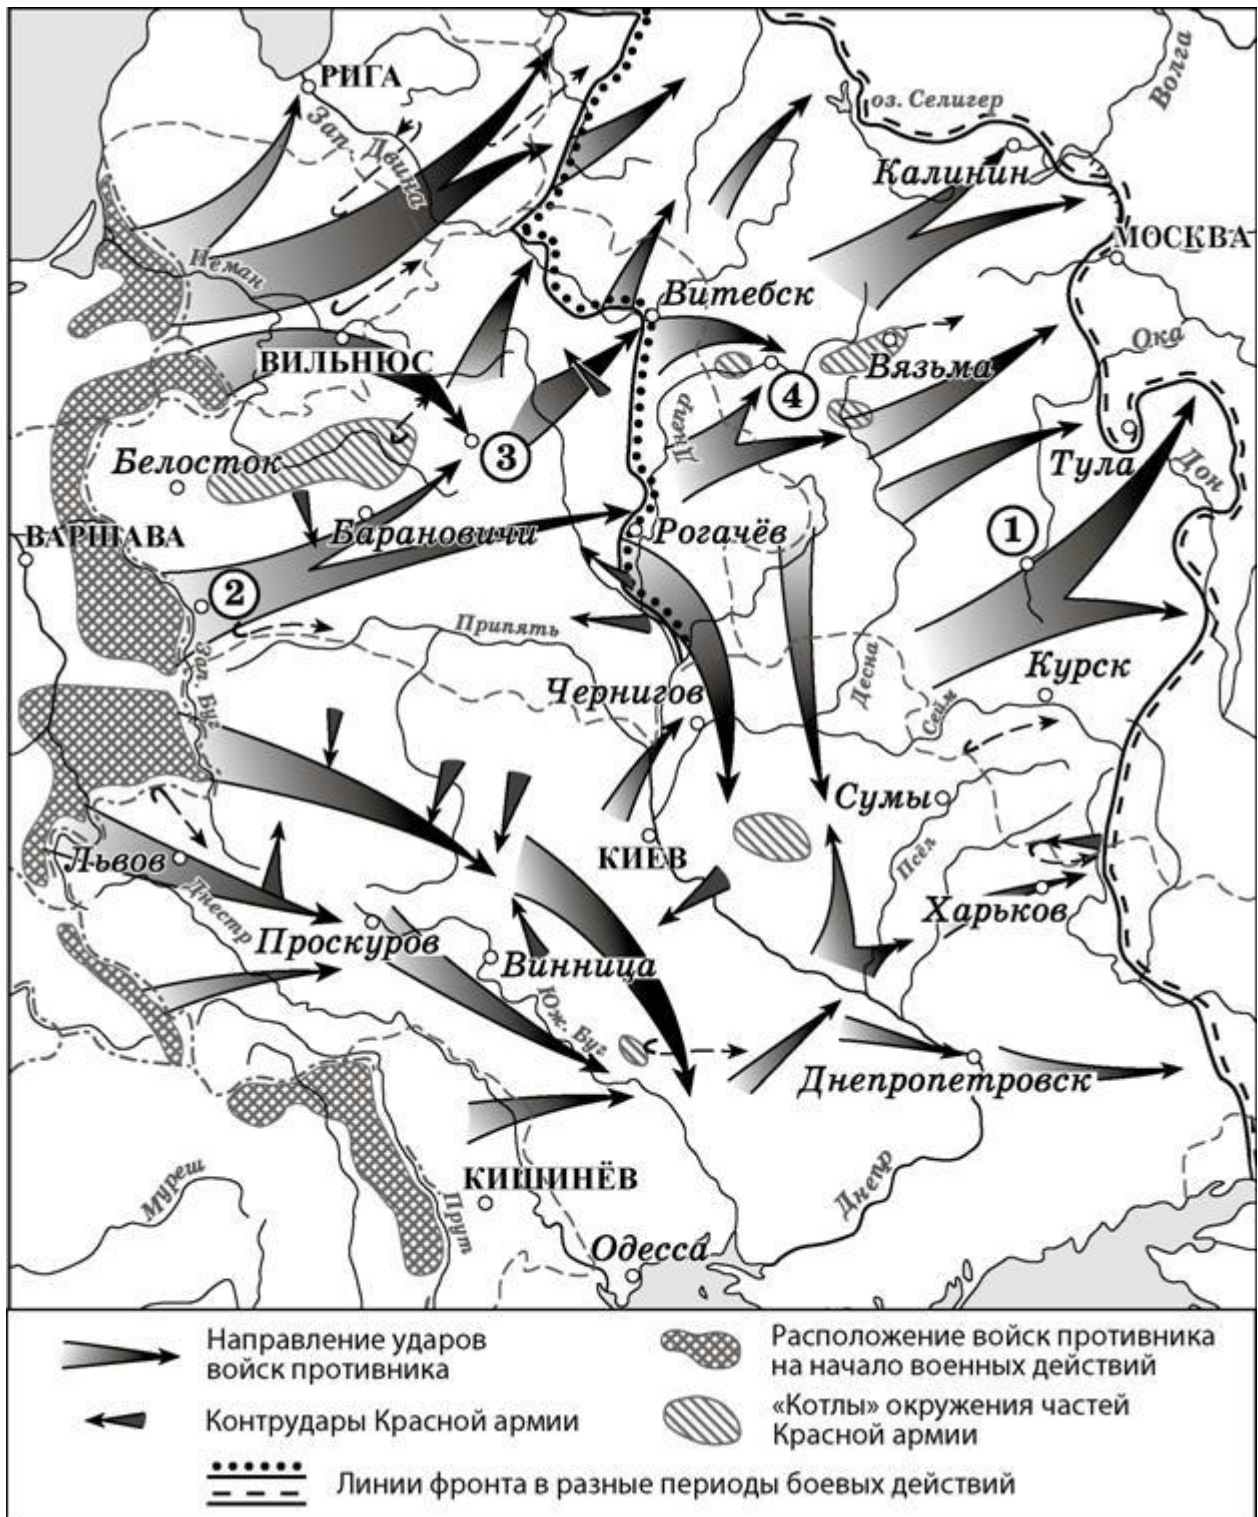 РИГА
Зап. Двина
оз. Селигер
Волга
Калинин
МОСКВА
Неман
Витебск
ВИЛЬНЮС
Вязьма
Ока
4
Днепр
3
Белосток
Тула
Дон
ВАРШАВА
Барановичи
Рогачёв
1
2
Припять
Зап. Буг
Чернигов
Десна
Сейм
Курск
Сумы
КИЕВ
Псёл
Львов
Днестр
Харьков
Проскуров
Винница
Юж. Буг
Днепропетровск
Муреш
КИШИНЁВ
Прут
Днепр
Одесса
Направление ударов
войск противника
Расположение войск противника
на начало военных действий
Контрудары Красной армии
«Котлы» окружения частей
Красной армии
Линии фронта в разные периоды боевых действий